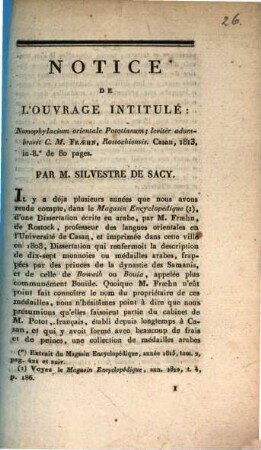 26.
NOTICE *
DE
L'OUVRAGE INTITULÉ:
Numophylacium orientale Pototianum; leviter adum-
bravit C. M. FRÆHN, Rostochiensis. Casan, 1813,
in-8.° de 80 pages.
PAR M. SILVESTRE DE SACY.
IL y a déjà plusieurs années que nous avons
rendu compte, dans le Magasin Encyclopédique (1),
d'une Dissertation écrite en arabe, par M. Fræhn,
de Rostock, professeur des langues orientales en
l'Université de Casan, et imprimée dans cette ville
en 1808, Dissertation qui renfermoit la description
de dix-sept monnoies ou médailles arabes, frap-
pées par des princes de la dynastie des Samanis,
et de celle de Bowaih ou Bouia, appelée plus
communément Bouïde. Quoique M. Fræhn n'eût
point fait connoître le nom du propriétaire de ces
médailles, nous n'hésitâmes point à dire que nous
présumions qu'elles faisoient partie du cabinet de
M. Potot, français, établi depuis longtemps à Ca-
san, et qui y avoit formé avec beaucoup de frais
et de peines, une collection de médailles arabes
(*) Extrait du Magasin Encyclopédique, année 1815, tom. 2,
pag. 421 et suiv.
(1) Voyez le Magasin Encyclopédique, ann. 1810, t. 4,
p. 186.
1